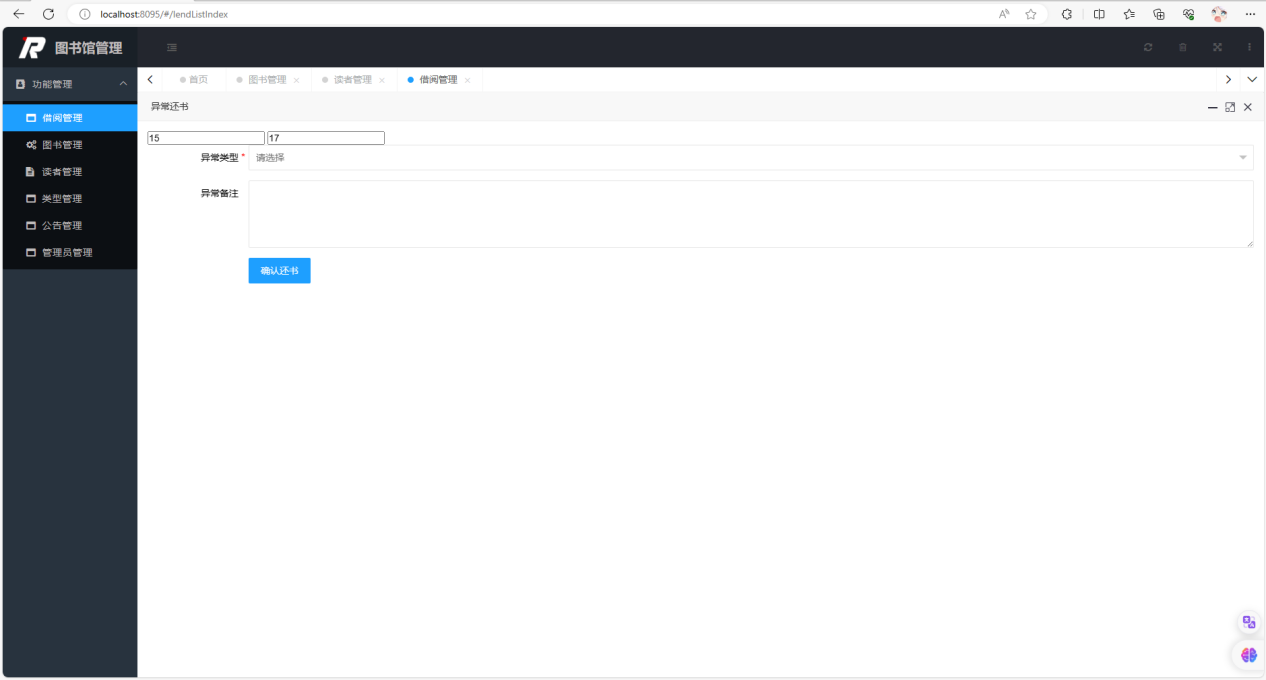 localhost:8095/#/lendListIndex
图书馆管理
功能管理
首页
图书管理
读者管理
借阅管理
异常还书
借阅管理
图书管理
读者管理
类型管理
公告管理
管理员管理
15
17
异常类型 *
请选择
异常备注
确认还书